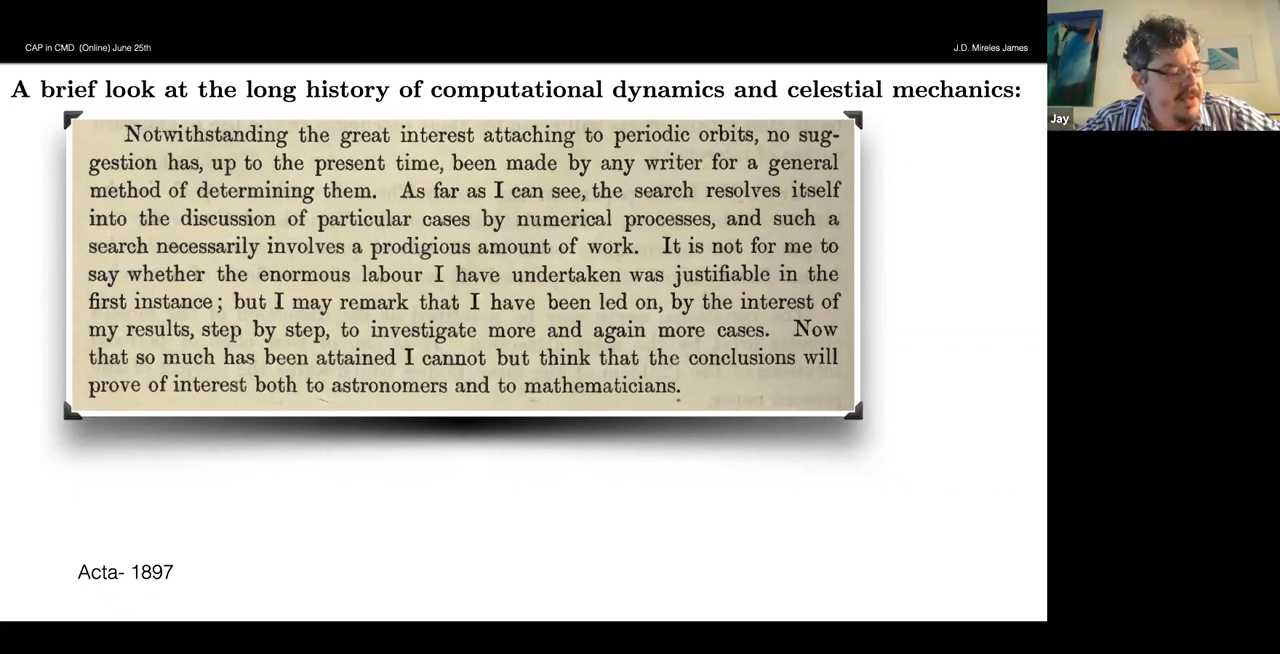 CAP in CMD (Online) June 25th
J.D. Mireles James
A brief look at the long history of computational dynamics and celestial mechanics:
Notwithstanding the great interest attaching to periodic orbits, no sug-
gestion has, up to the present time, been made by any writer for a general
method of determining them. As far as I can see, the search resolves itself
into the discussion of particular cases by numerical processes, and such a
search necessarily involves a prodigious amount of work. It is not for me to
say whether the enormous labour I have undertaken was justifiable in the
first instance; but I may remark that I have been led on, by the interest of
my results, step by step, to investigate more and again more cases. Now
that so much has been attained I cannot but think that the conclusions will
prove of interest both to astronomers and to mathematicians.
Acta- 1897
Jay